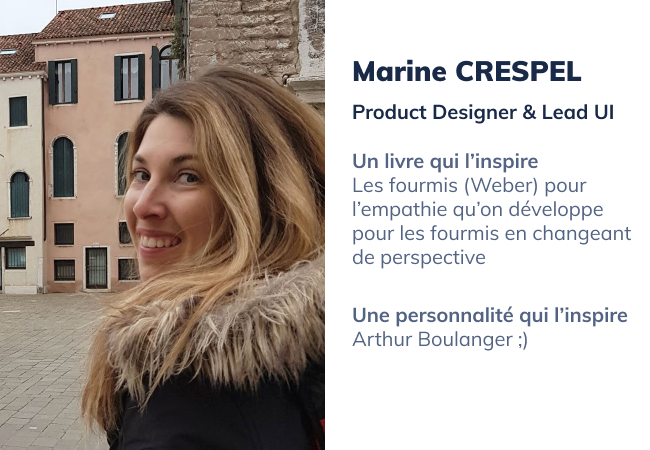 Marine CRESPEL
Product Designer & Lead UI
Un livre qui l’inspire
Les fourmis (Weber) pour
l’empathie qu’on développe
pour les fourmis en changeant
de perspective
Une personnalité qui l’inspire
Arthur Boulanger ;)